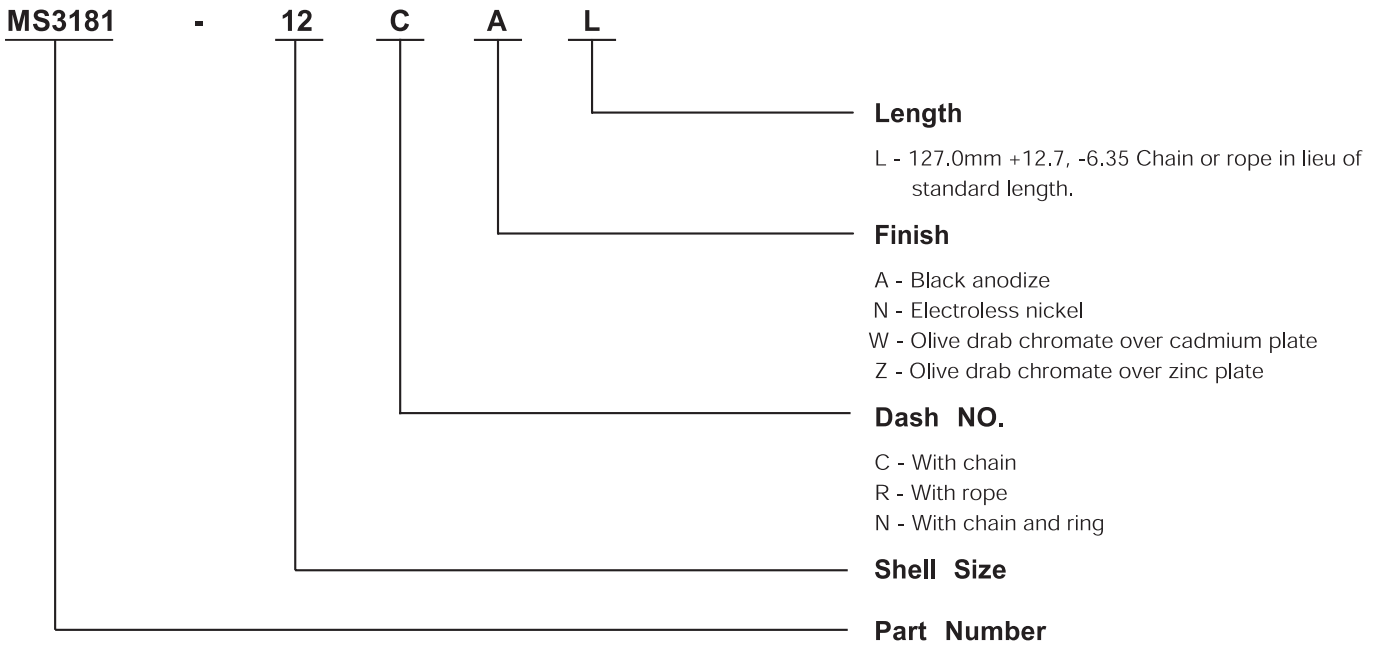 MS3181 - 12 C A L
Length
L - 127.0mm +12.7, -6.35 Chain or rope in lieu of
standard length.
Finish
A - Black anodize
N - Electroless nickel
W - Olive drab chromate over cadmium plate
Z - Olive drab chromate over zinc plate
Dash NO.
C - With chain
R - With rope
N - With chain and ring
Shell Size
Part Number